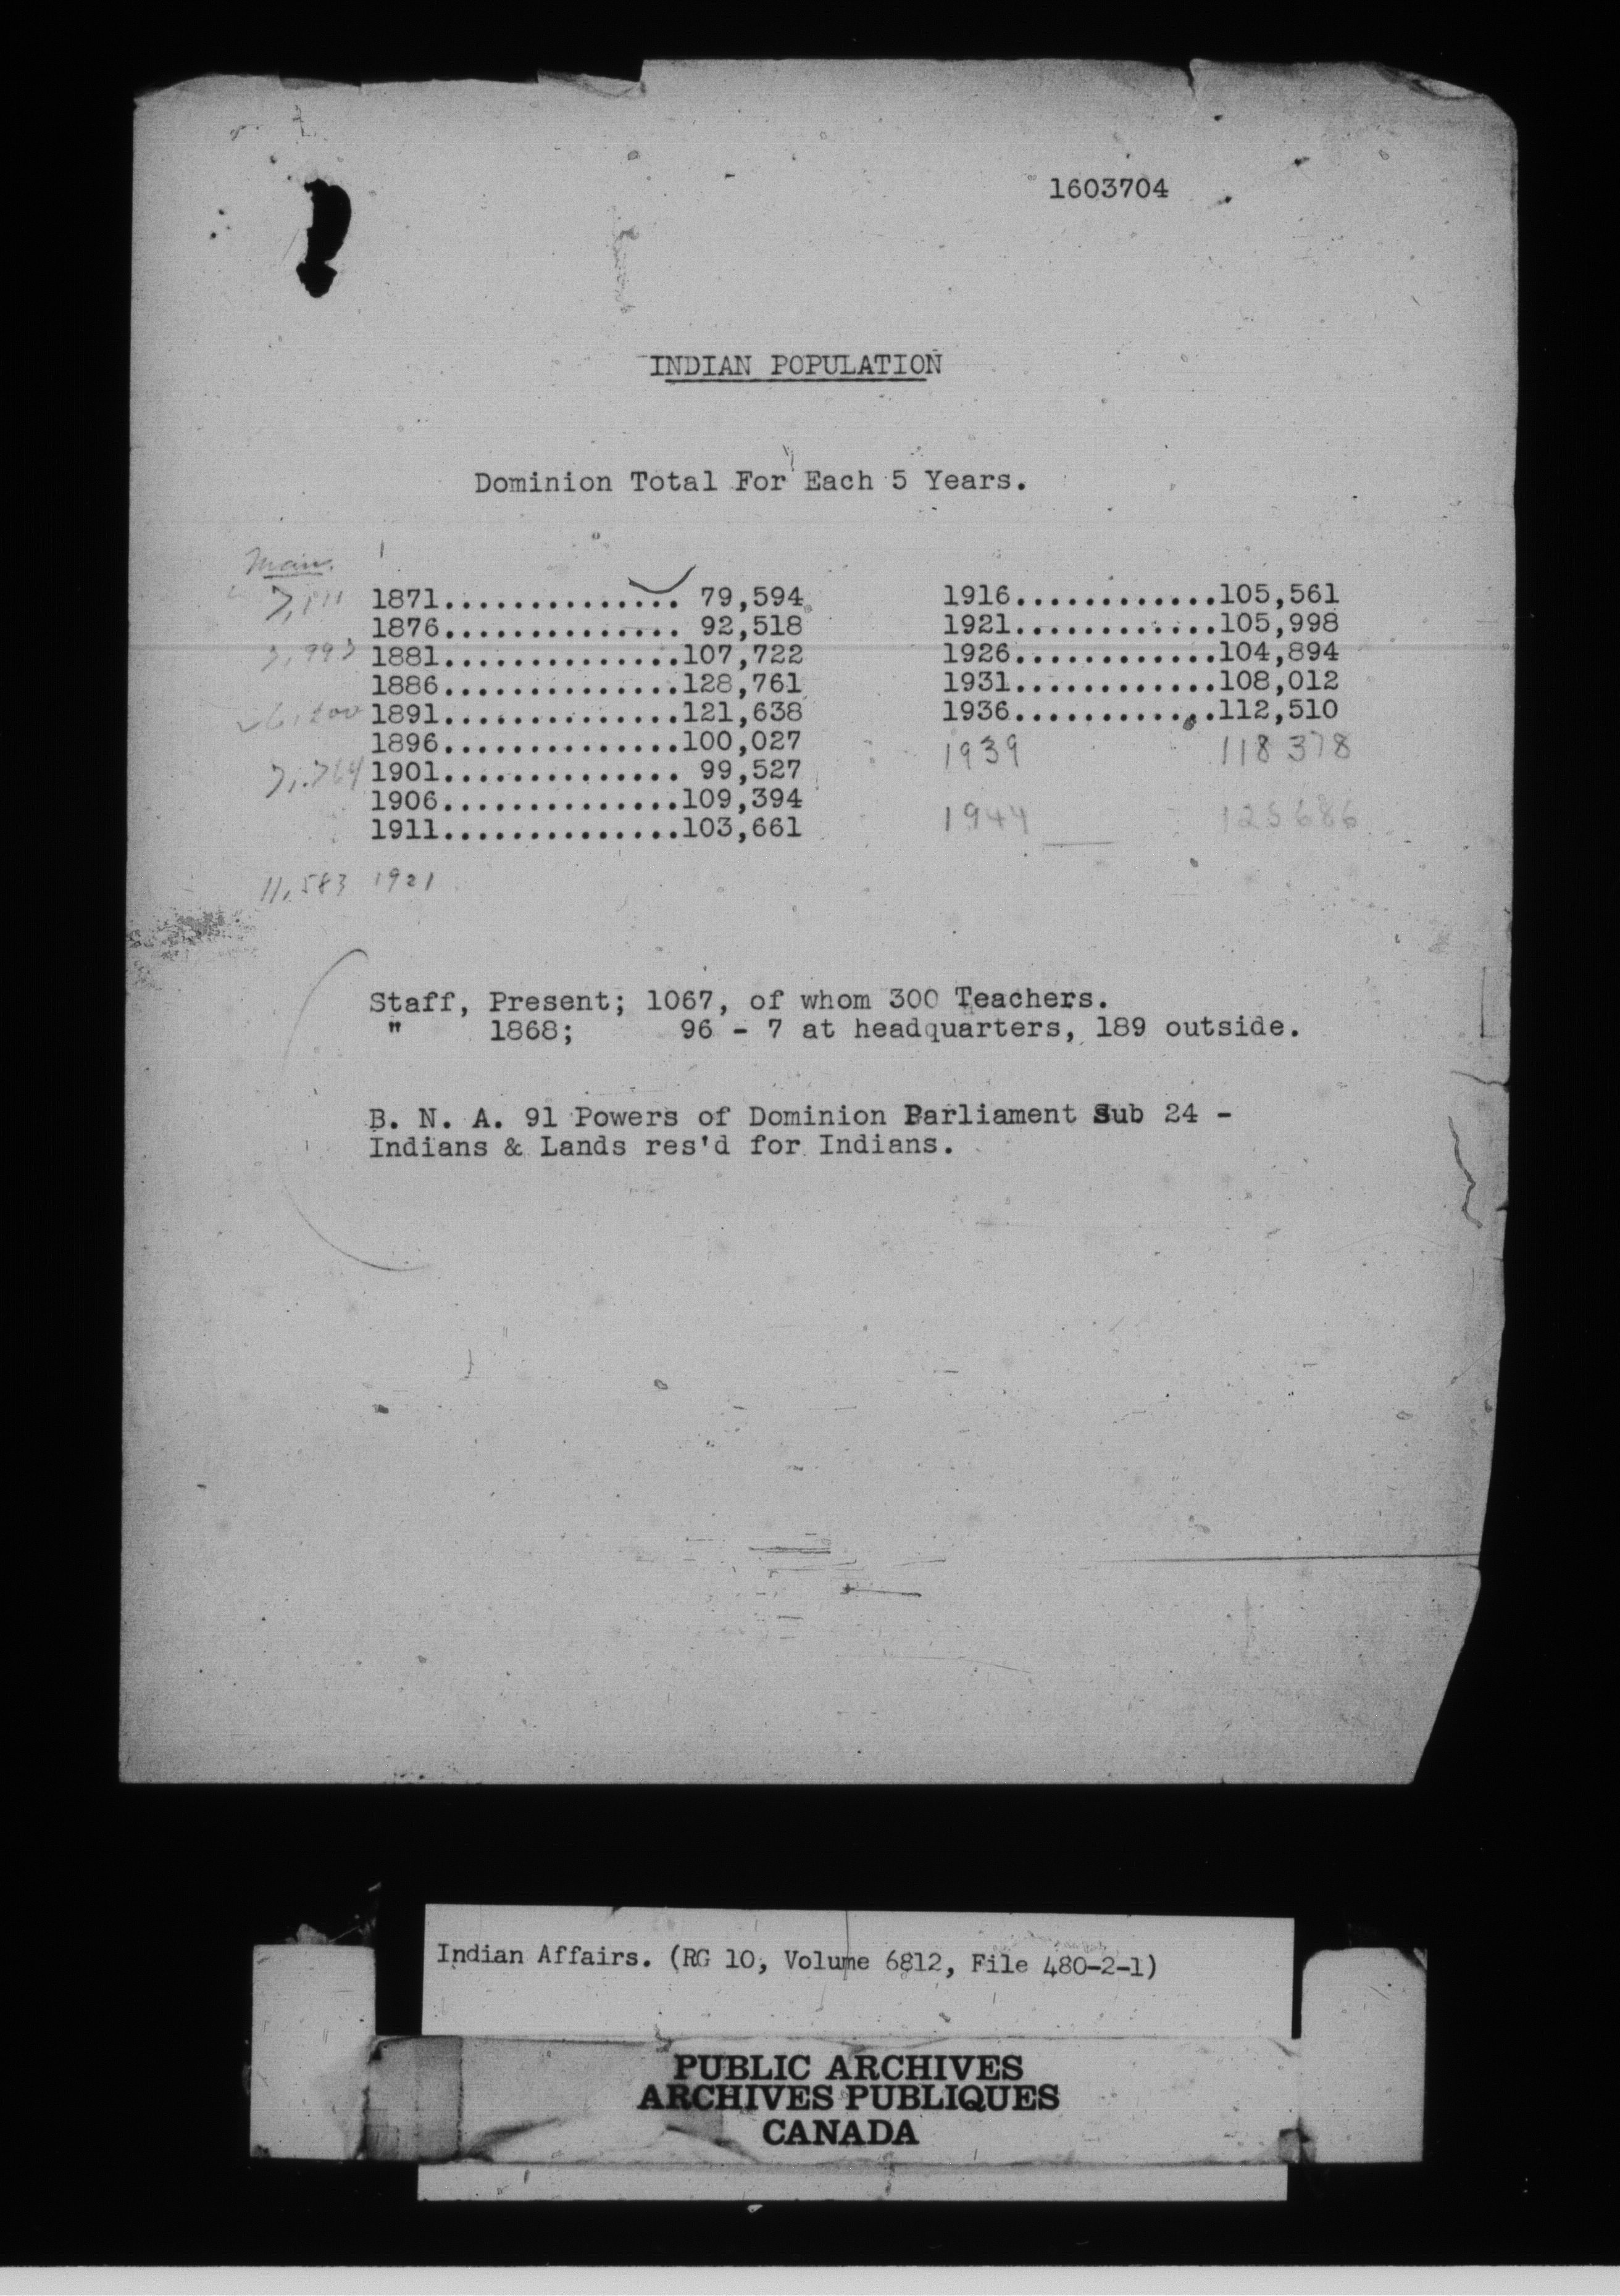 1603704
INDIAN POPULATION
Dominion Total For Each 5 Years.
1871.............. 79,594
1876.............. 92,518
1881..............107,722
1886..............128,761
1891..............121,638
1896..............100,027
1901.............. 99,527
1906..............109,394
1911..............103,661
11,583 1921
1916............105,561
1921............105,998
1926............104,894
1931............108,012
1936............112,510
1939 118 378
1944 125686
Staff, Present; 1067, of whom 300 Teachers.
" 1868; 96 - 7 at headquarters, 189 outside.
B. N. A. 91 Powers of Dominion Parliament Sub 24 -
Indians & Lands res'd for Indians.
Indian Affairs. (RG 10, Volume 6812, File 480-2-1)
PUBLIC ARCHIVES
ARCHIVES PUBLIQUES
CANADA